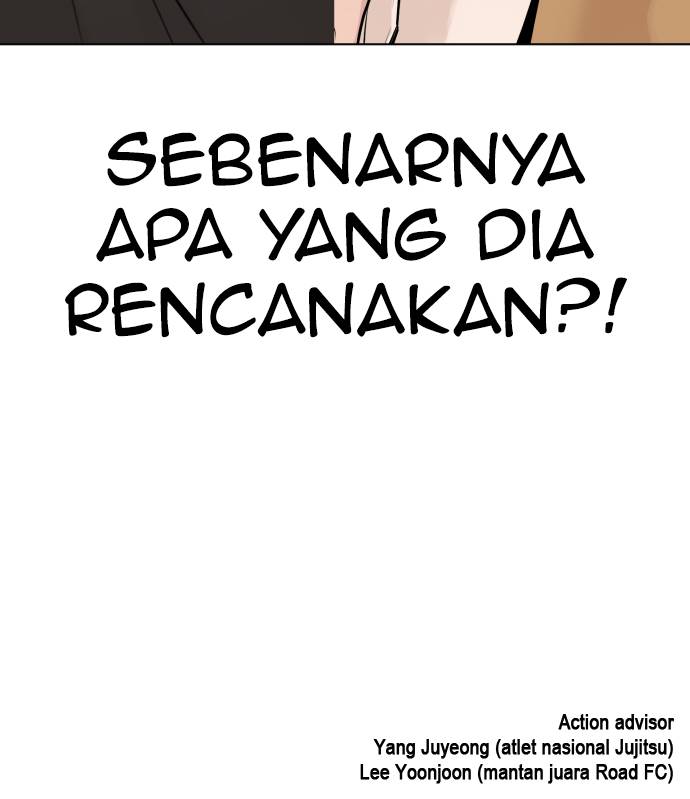 SEBENARNYA
APA YANG DIA
RENCANAKAN?!
Action advisor
Yang Juyeong (atlet nasional Jujitsu)
Lee Yoonjoon (mantan juara Road FC)